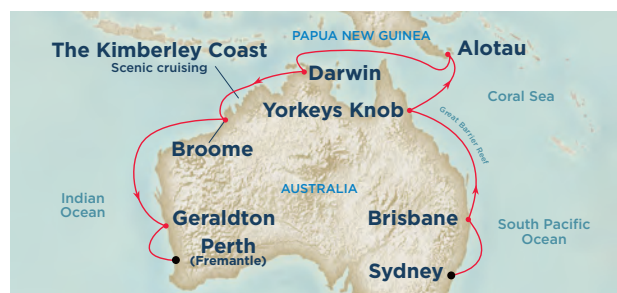 PAPUA NEW GUINEA
Alotau
The Kimberley Coast
Scenic cruising
Darwin
Coral Sea
Yorkeys Knob
Great Barrier Reef
Broome
AUSTRALIA
Indian
Ocean
Geraldton
Brisbane
South Pacific
Ocean
Perth
(Fremantle)
Sydney